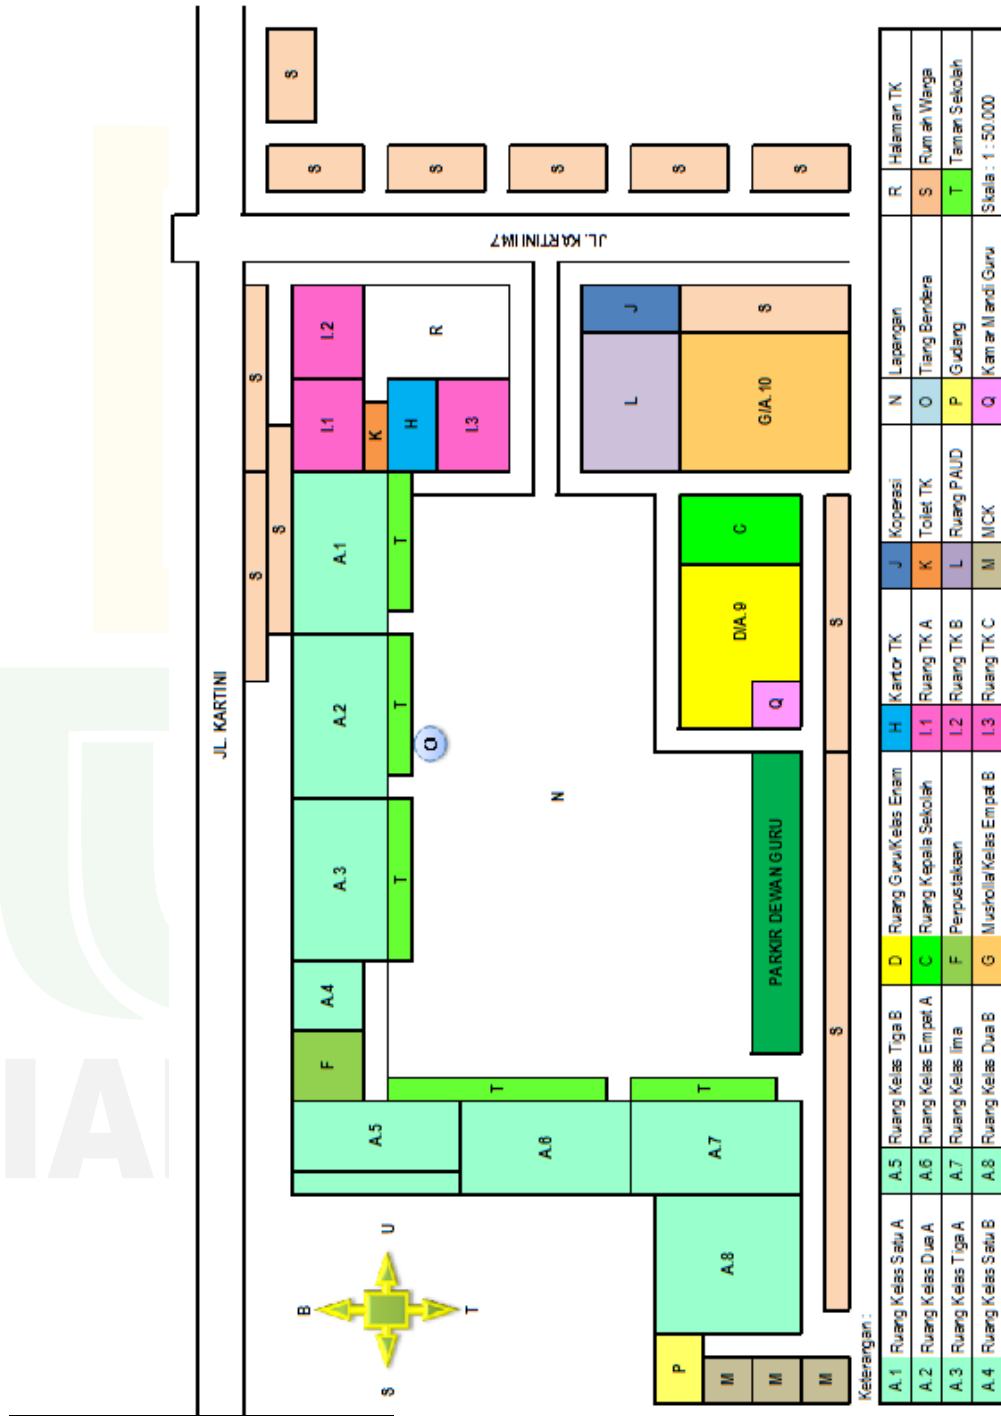 JL. KARTINI
S
S
S
S
S
S
S
S
S
JL. KARTINI II/47
F
A.4
A.3
A.2
A.1
I.1
I.2
K
H
I.3
R
T
T
T
O
A.5
A.6
A.7
A.8
T
T
N
L
J
G/A.10
S
D/A.9
C
Q
PARKIR DEWAN GURU
S
S
P
M
M
M
B
S
U
T
Keterangan :
A.1 Ruang Kelas Satu A A.5 Ruang Kelas Tiga B D Ruang Guru/Kelas Enam H Kartor TK J Koperasi N Lapangan R Halaman TK
A.2 Ruang Kelas Dua A A.6 Ruang Kelas Empat A C Ruang Kepala Sekolah I.1 Ruang TK A K Toilet TK O Tiang Bendera S Rumah Warga
A.3 Ruang Kelas Tiga A A.7 Ruang Kelas lima F Perpustakaan I.2 Ruang TK B L Ruang PAUD P Gudang T Taman Sekolah
A.4 Ruang Kelas Satu B A.8 Ruang Kelas Dua B G Musholla/Kelas Empat B I.3 Ruang TK C M MCK Q Kamar Mandi Guru Skala : 1 : 50.000